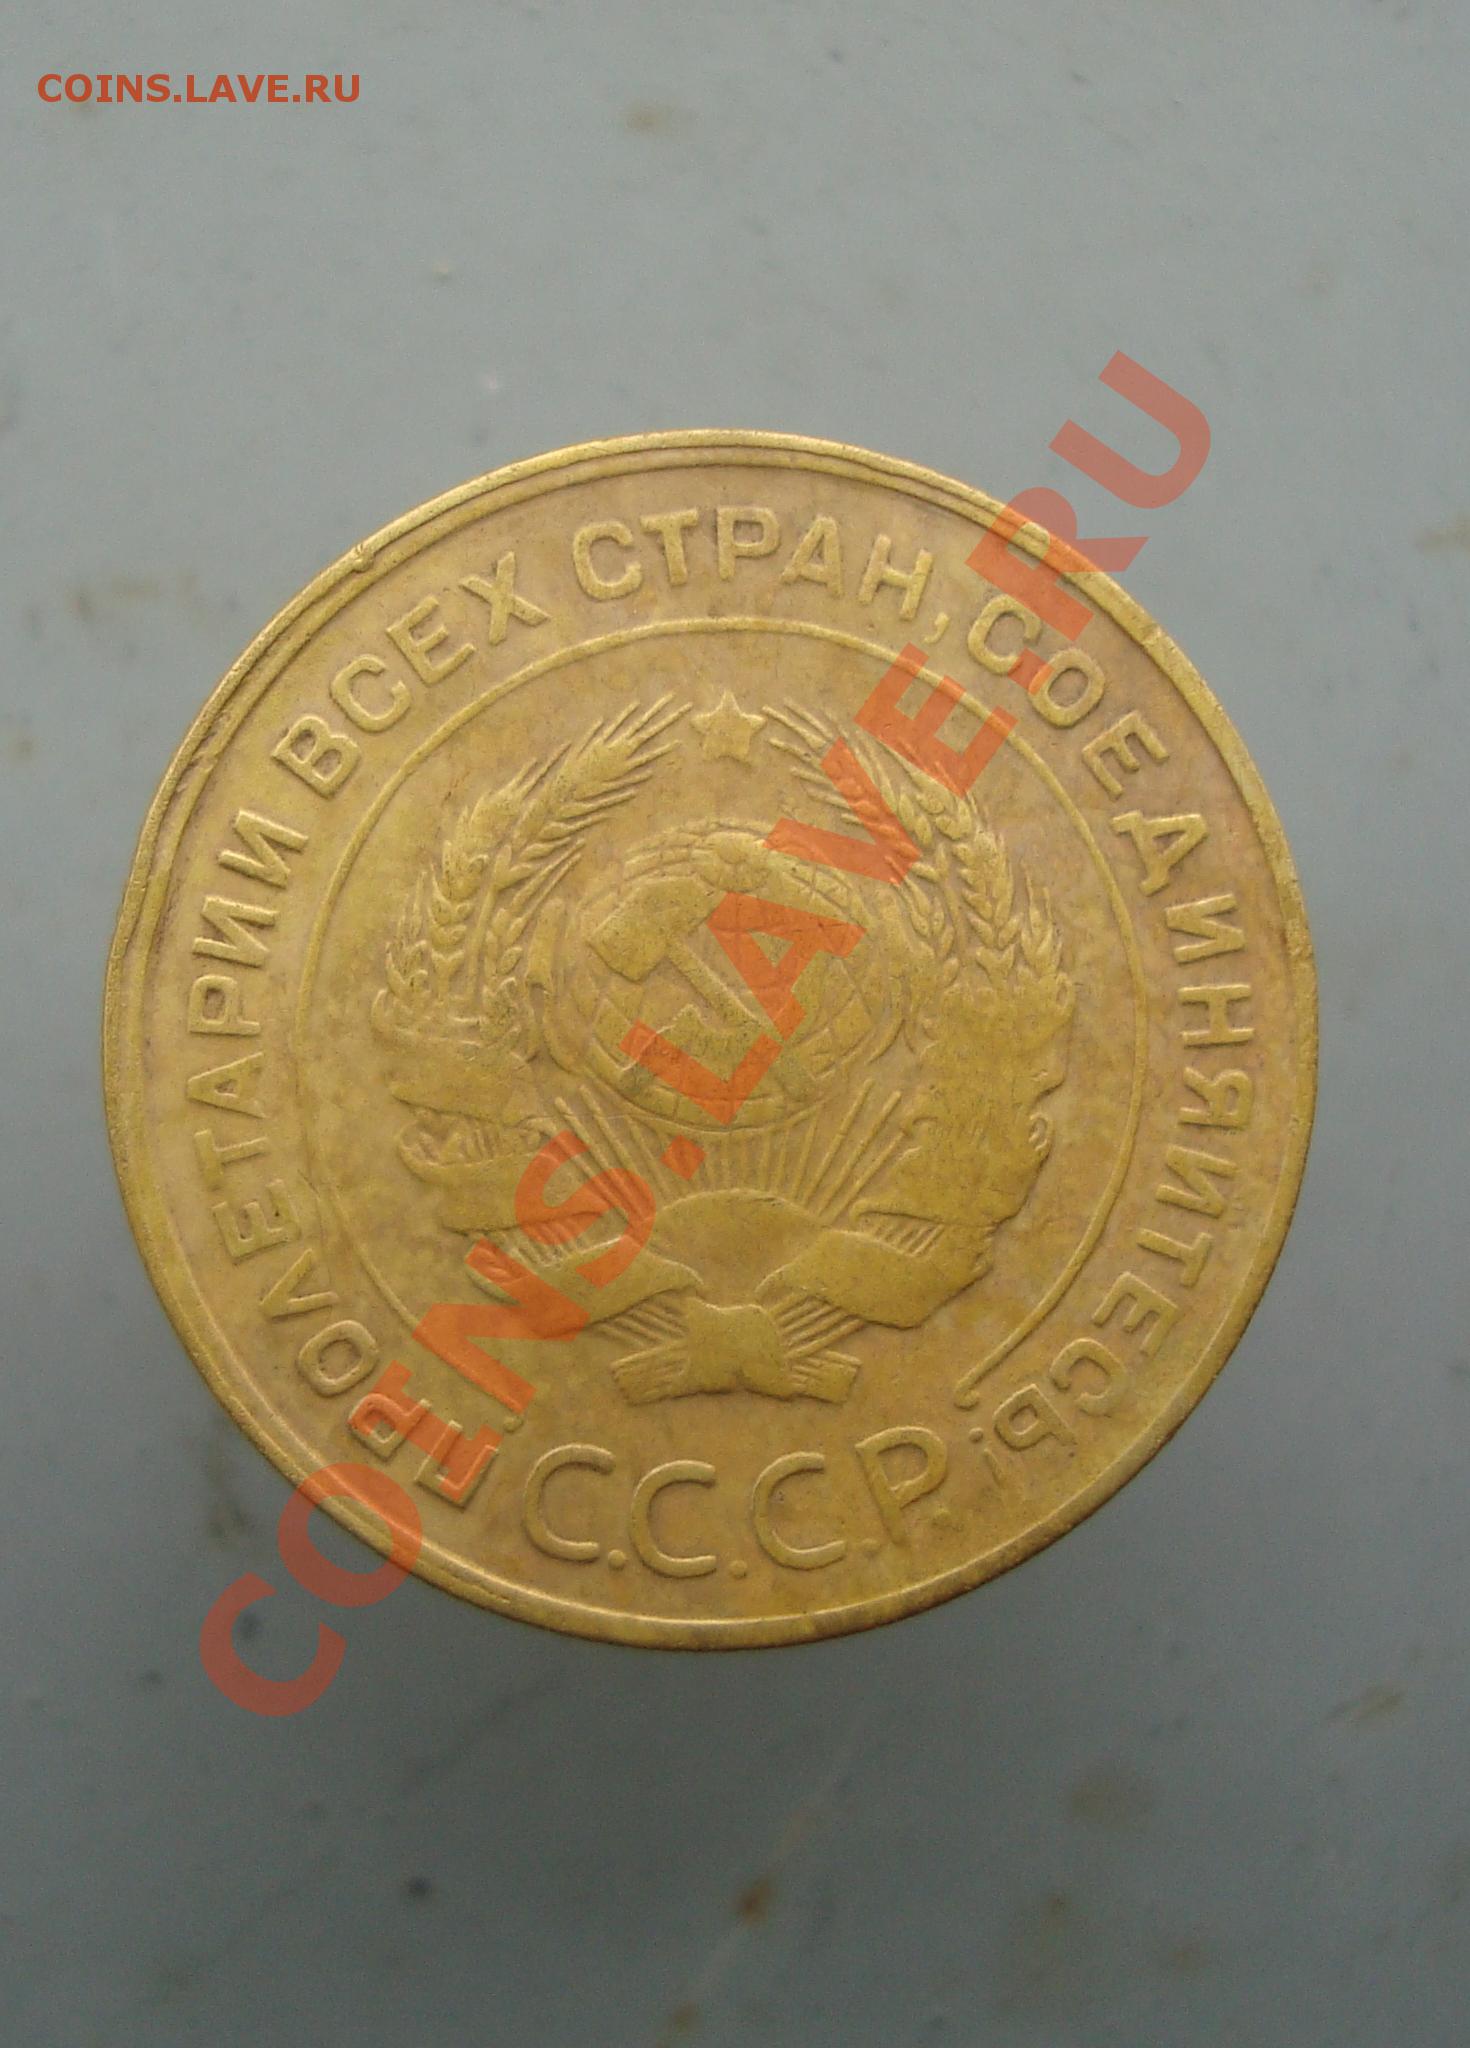 COINS.LAVE.RU
ПРОЛЕТАРИИ ВСЕХ СТРАН, СОЕДИНЯЙТЕСЬ!
С.С.С.Р.
COINS.LAVE.RU